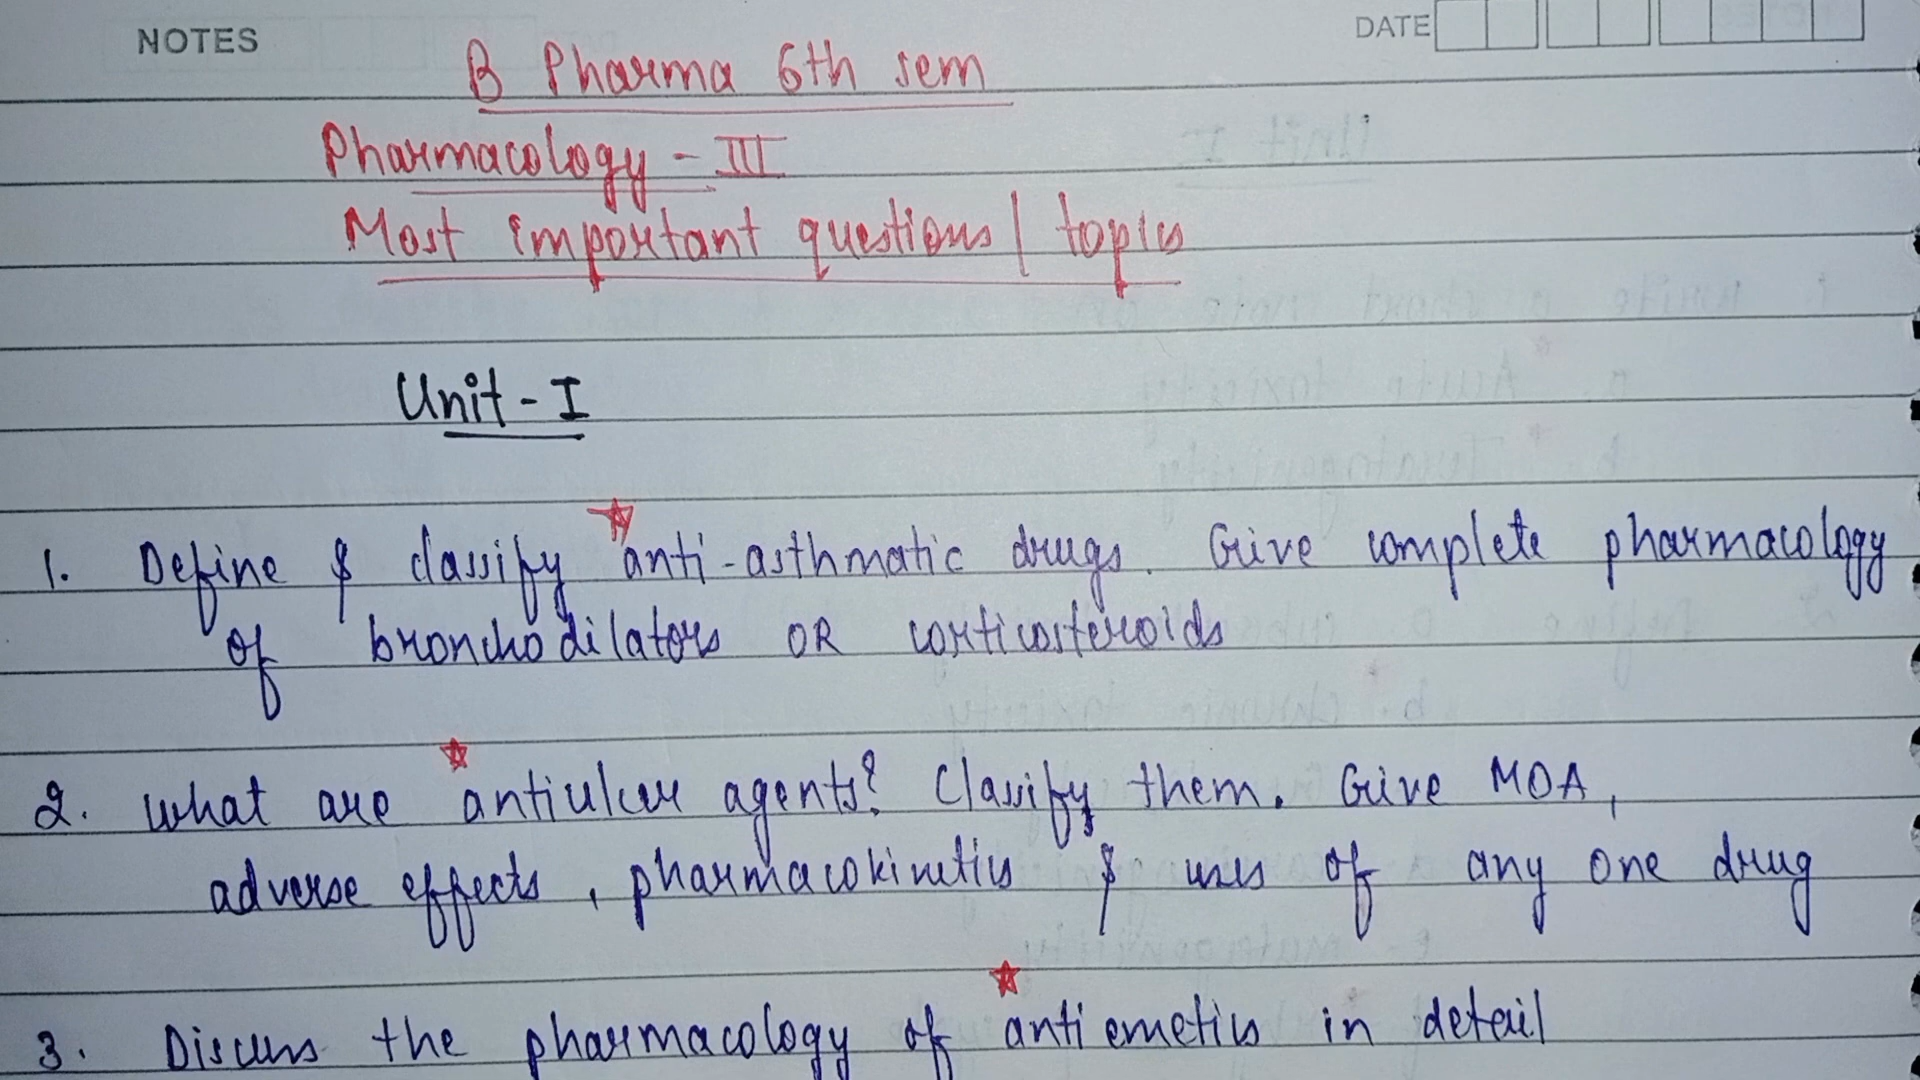 NOTES
DATE
B Pharma 6th sem
Pharmacology - III
Most important questions / topics
Unit - I
1. Define & classify anti-asthmatic drugs. Give complete pharmacology
of bronchodilators OR corticosteroids
2. What are antiulcer agents? Classify them. Give MOA,
adverse effects, pharmacokinetics & uses of any one drug
3. Discuss the pharmacology of antiemetics in detail